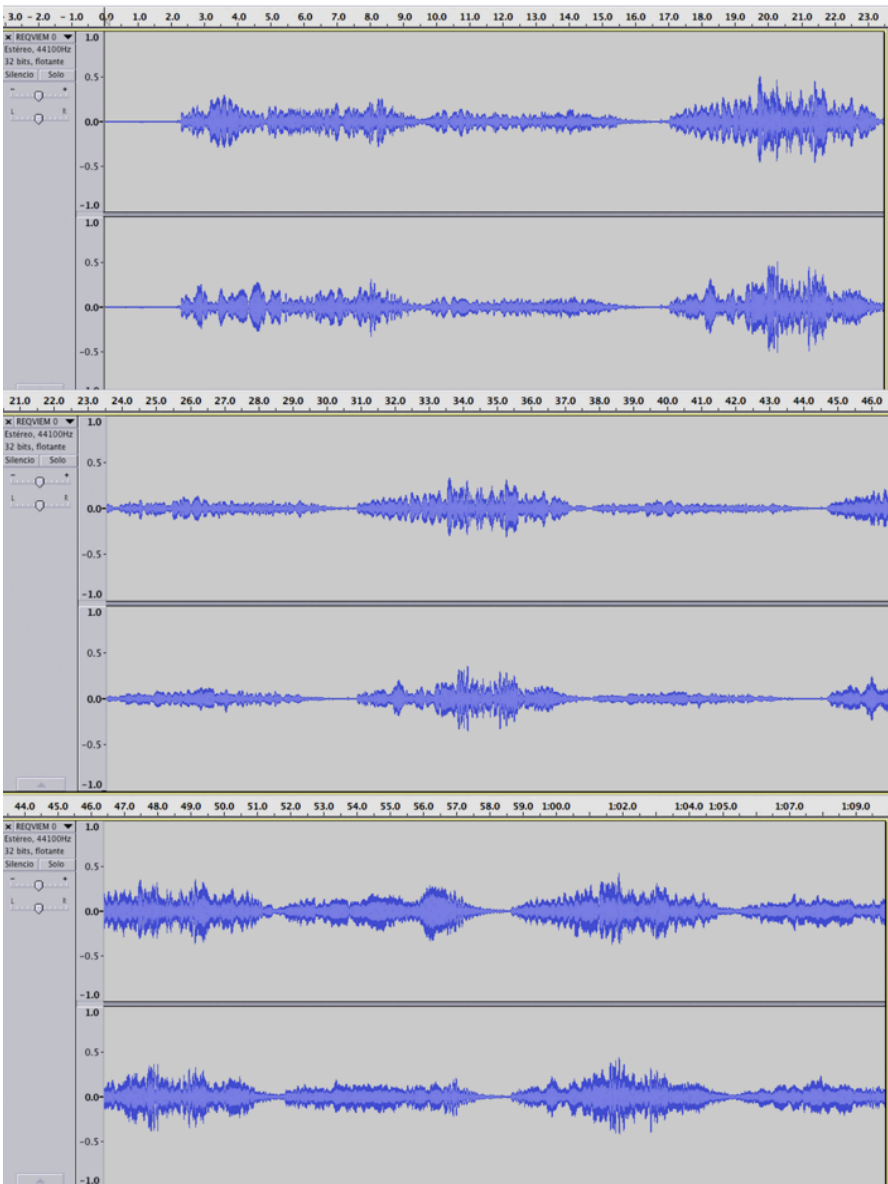 - 3.0 - 2.0 - 1.0 0,0 1.0 2.0 3.0 4.0 5.0 6.0 7.0 8.0 9.0 10.0 11.0 12.0 13.0 14.0 15.0 16.0 17.0 18.0 19.0 20.0 21.0 22.0 23.0
× REQVIEM 0 ▼
Estéreo, 44100Hz
32 bits, flotante
Silencio Solo
- +
L R
1.0
0.5-
0.0-
-0.5-
-1.0
1.0
0.5-
0.0-
-0.5-
21.0 22.0 23.0 24.0 25.0 26.0 27.0 28.0 29.0 30.0 31.0 32.0 33.0 34.0 35.0 36.0 37.0 38.0 39.0 40.0 41.0 42.0 43.0 44.0 45.0 46.0
× REQVIEM 0 ▼
Estéreo, 44100Hz
32 bits, flotante
Silencio Solo
- +
L R
1.0
0.5-
0.0-
-0.5-
-1.0
1.0
0.5-
0.0-
-0.5-
-1.0
44.0 45.0 46.0 47.0 48.0 49.0 50.0 51.0 52.0 53.0 54.0 55.0 56.0 57.0 58.0 59.0 1:00.0 1:02.0 1:04.0 1:05.0 1:07.0 1:09.0
× REQVIEM 0 ▼
Estéreo, 44100Hz
32 bits, flotante
Silencio Solo
- +
L R
1.0
0.5-
0.0-
-0.5-
-1.0
1.0
0.5-
0.0-
-0.5-
-1.0